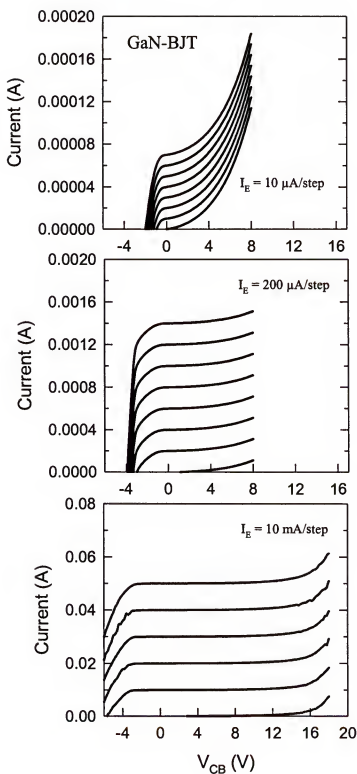 0.00020
GaN-BJT
0.00016
0.00012
0.00008
0.00004
0.00000
Current (A)
I_E = 10 µA/step
-4 0 4 8 12 16
0.0020
0.0016
0.0012
0.0008
0.0004
0.0000
Current (A)
I_E = 200 µA/step
-4 0 4 8 12 16
0.08
0.06
0.04
0.02
0.00
Current (A)
I_E = 10 mA/step
-4 0 4 8 12 16 20
V_CB (V)